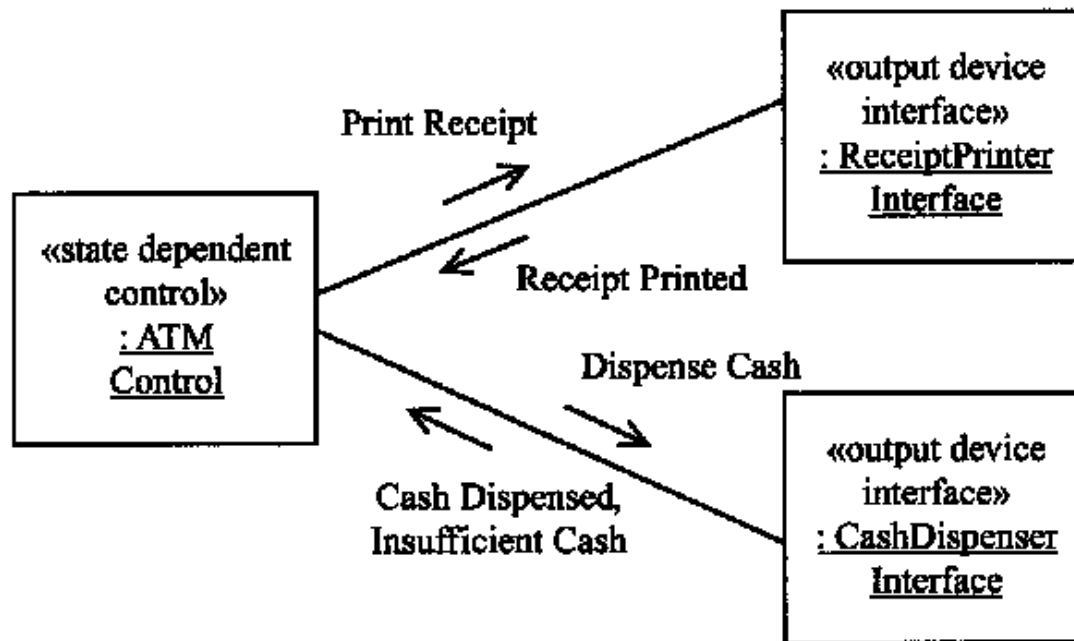 «output device
interface»
: ReceiptPrinter
Interface
Print Receipt
«state dependent
control»
: ATM
Control
Receipt Printed
Dispense Cash
Cash Dispensed,
Insufficient Cash
«output device
interface»
: CashDispenser
Interface